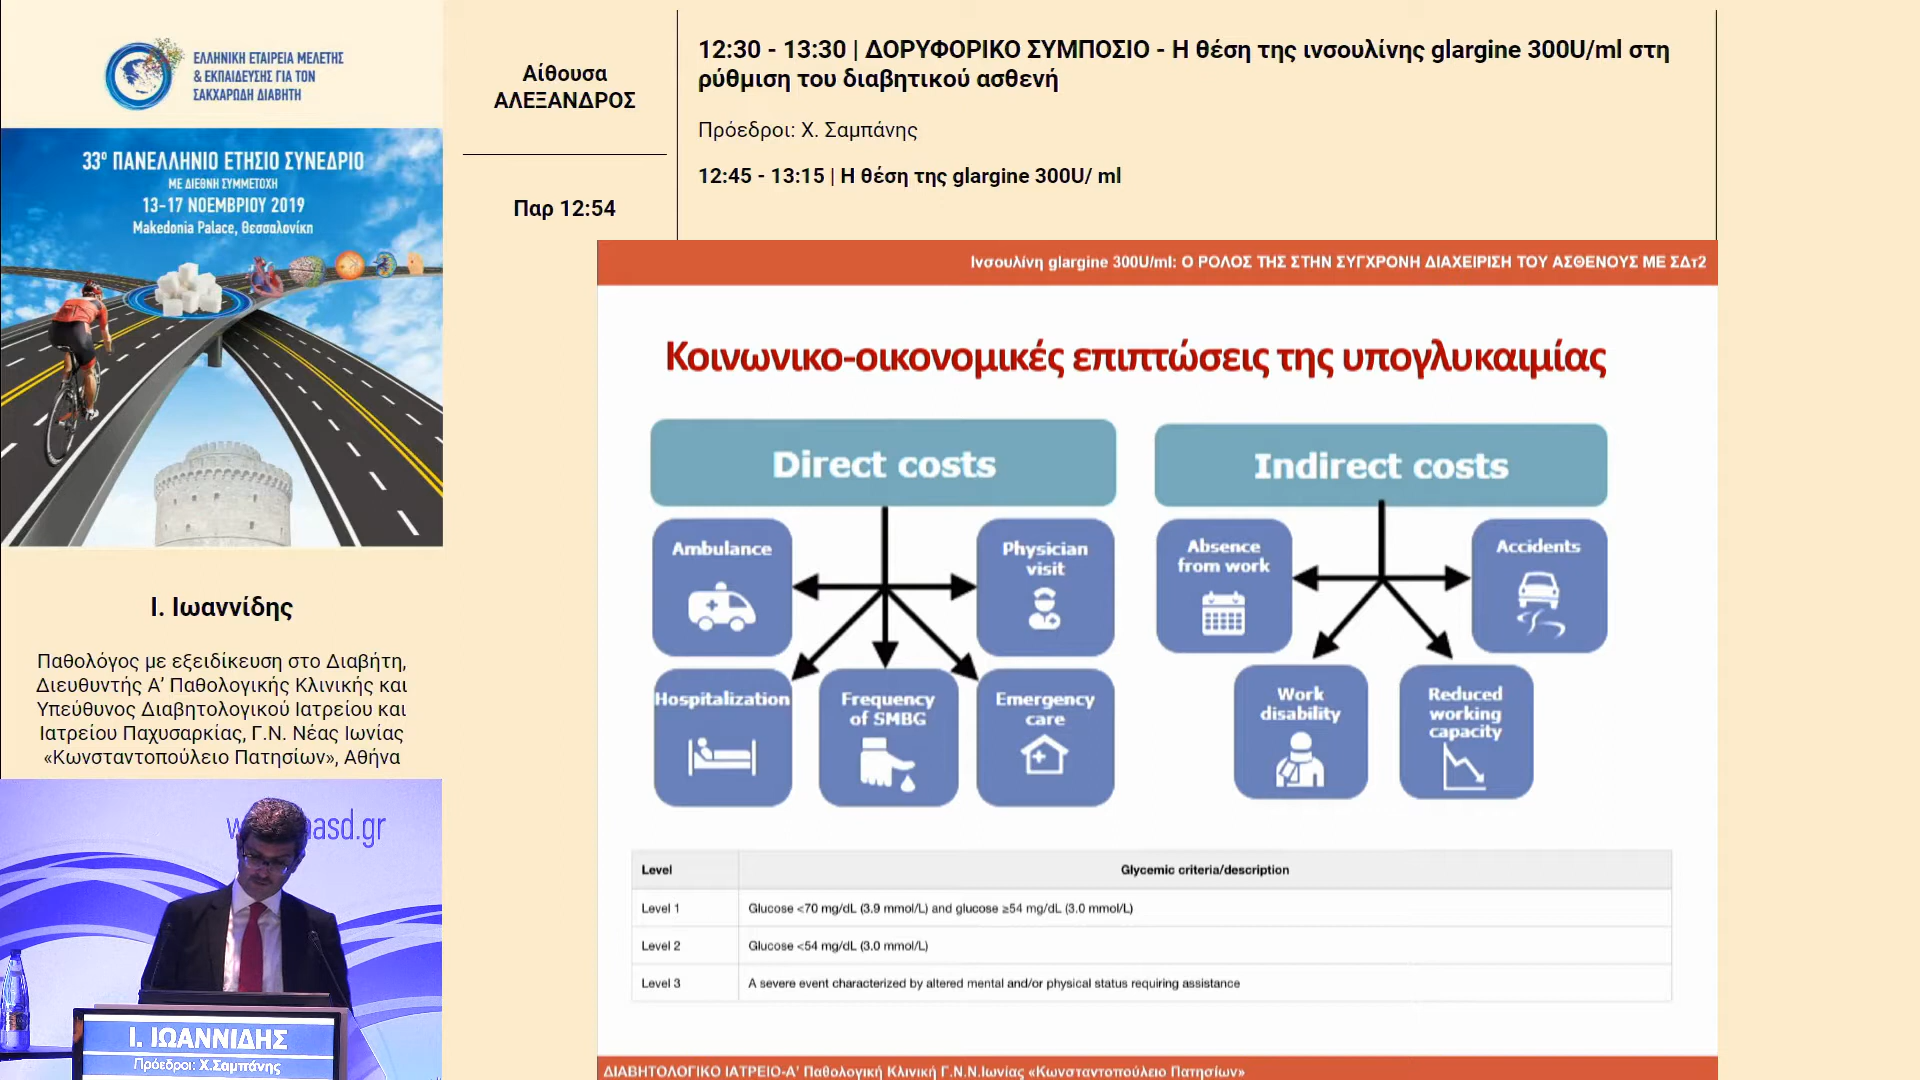 ΕΛΛΗΝΙΚΗ ΕΤΑΙΡΕΙΑ ΜΕΛΕΤΗΣ
& ΕΚΠΑΙΔΕΥΣΗΣ ΓΙΑ ΤΟΝ
ΣΑΚΧΑΡΩΔΗ ΔΙΑΒΗΤΗ
33ο ΠΑΝΕΛΛΗΝΙΟ ΕΤΗΣΙΟ ΣΥΝΕΔΡΙΟ
ΜΕ ΔΙΕΘΝΗ ΣΥΜΜΕΤΟΧΗ
13-17 ΝΟΕΜΒΡΙΟΥ 2019
Makedonia Palace, Θεσσαλονίκη
Αίθουσα
ΑΛΕΞΑΝΔΡΟΣ
Παρ 12:54
12:30 - 13:30 | ΔΟΡΥΦΟΡΙΚΟ ΣΥΜΠΟΣΙΟ - Η θέση της ινσουλίνης glargine 300U/ml στη
ρύθμιση του διαβητικού ασθενή
Πρόεδροι: Χ. Σαμπάνης
12:45 - 13:15 | Η θέση της glargine 300U/ ml
Ι. Ιωαννίδης
Παθολόγος με εξειδίκευση στο Διαβήτη,
Διευθυντής Α’ Παθολογικής Κλινικής και
Υπεύθυνος Διαβητολογικού Ιατρείου και
Ιατρείου Παχυσαρκίας, Γ.Ν. Νέας Ιωνίας
«Κωνσταντοπούλειο Πατησίων», Αθήνα
asd.gr
Ι. ΙΩΑΝΝΙΔΗΣ
Πρόεδροι: Χ.Σαμπάνης
Ινσουλίνη glargine 300U/ml: Ο ΡΟΛΟΣ ΤΗΣ ΣΤΗΝ ΣΥΓΧΡΟΝΗ ΔΙΑΧΕΙΡΙΣΗ ΤΟΥ ΑΣΘΕΝΟΥΣ ΜΕ ΣΔτ2
Κοινωνικο-οικονομικές επιπτώσεις της υπογλυκαιμίας
Direct costs
Ambulance
Physician
visit
Hospitalization
Frequency
of SMBG
Emergency
care
Indirect costs
Absence
from work
Accidents
Work
disability
Reduced
working
capacity
Level Glycemic criteria/description
Level 1 Glucose <70 mg/dL (3.9 mmol/L) and glucose ≥54 mg/dL (3.0 mmol/L)
Level 2 Glucose <54 mg/dL (3.0 mmol/L)
Level 3 A severe event characterized by altered mental and/or physical status requiring assistance
ΔΙΑΒΗΤΟΛΟΓΙΚΟ ΙΑΤΡΕΙΟ-Α’ Παθολογική Κλινική Γ.Ν.Ν.Ιωνίας «Κωνσταντοπούλειο Πατησίων»